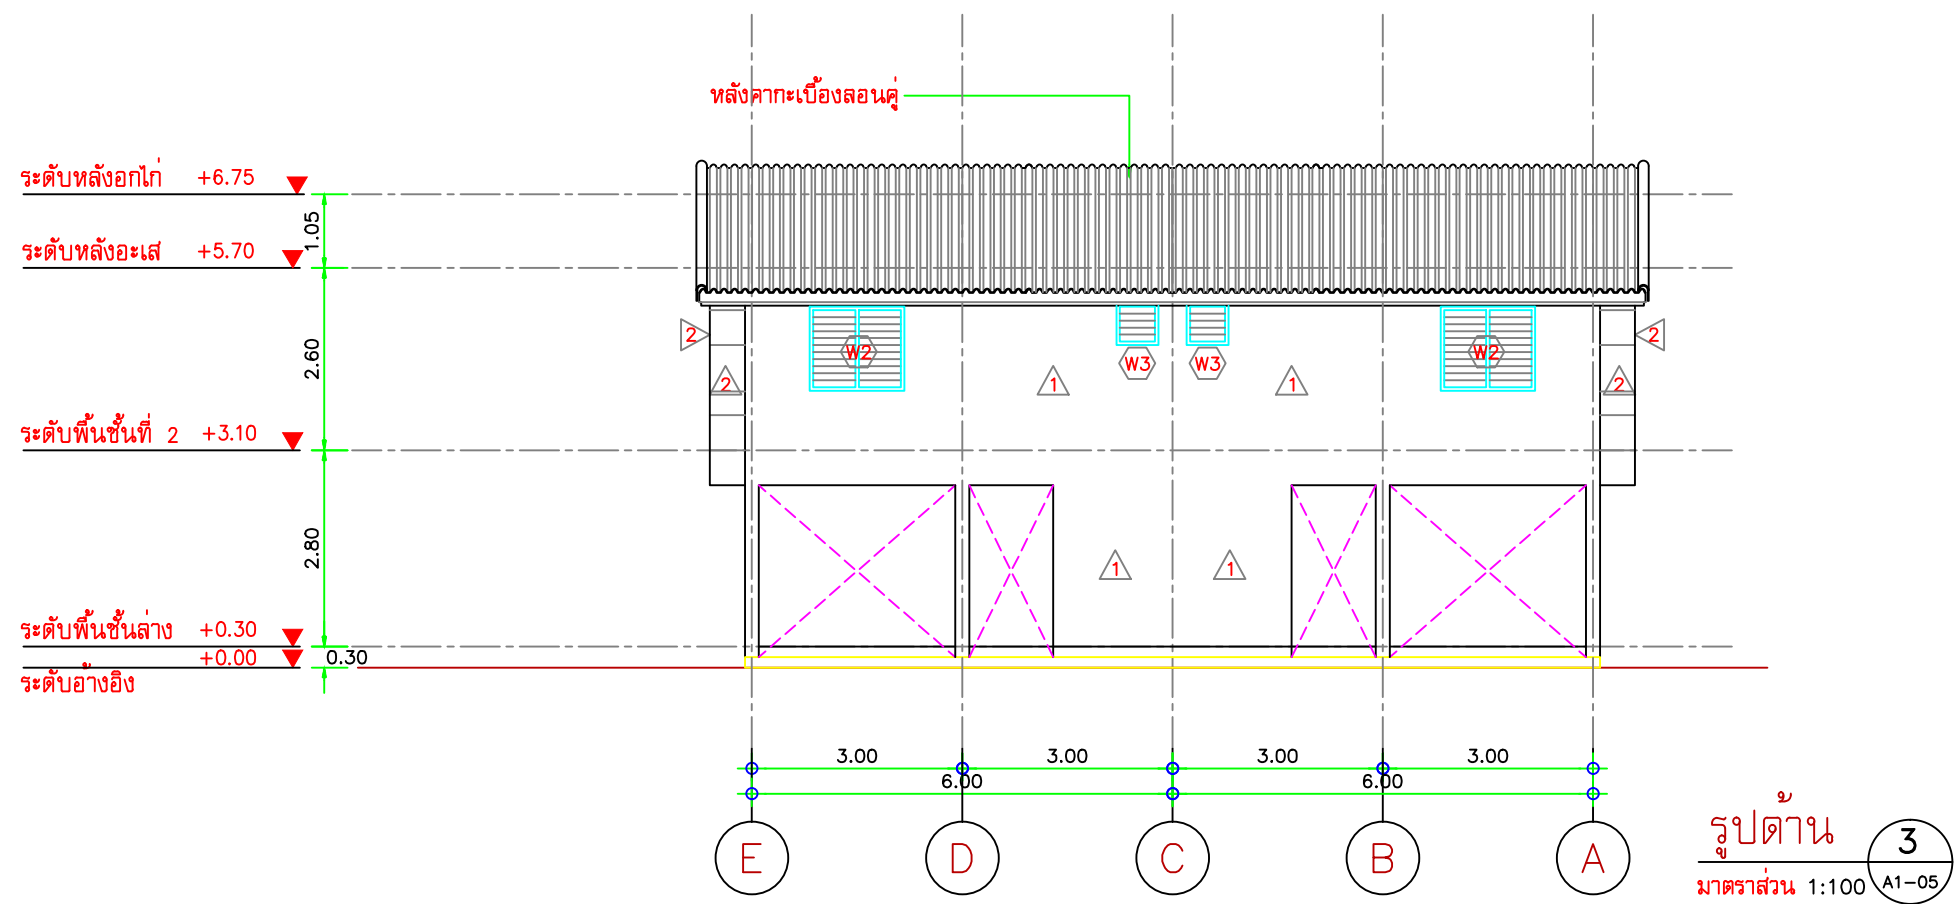 หลังคากะเบื้องลอนคู่
ระดับหลังอกไก่ +6.75
1.05
ระดับหลังอะเส +5.70
2 2
W2 W3 W3 W2
2.60
2 1 1 2
ระดับพื้นชั้นที่ 2 +3.10
2.80
1 1
ระดับพื้นชั้นล่าง +0.30
+0.00 0.30
ระดับอ้างอิง
3.00 3.00 3.00 3.00
6.00 6.00
E D C B A
รูปด้าน 3
มาตราส่วน 1:100 A1-05